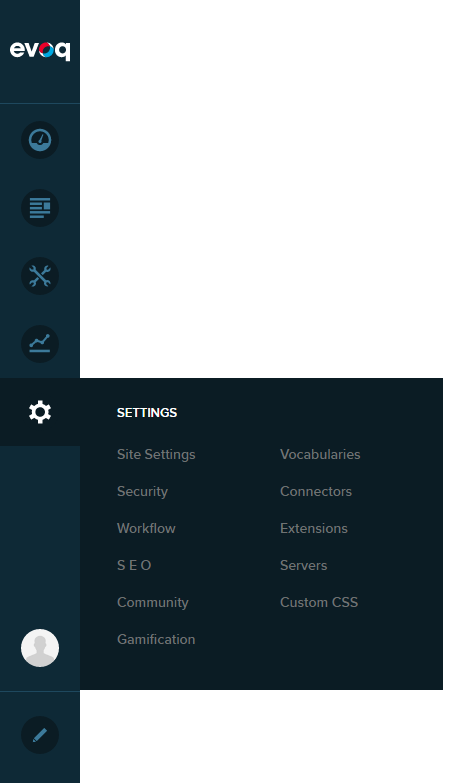 evoq
SETTINGS
Site Settings
Security
Workflow
S E O
Community
Gamification
Vocabularies
Connectors
Extensions
Servers
Custom CSS